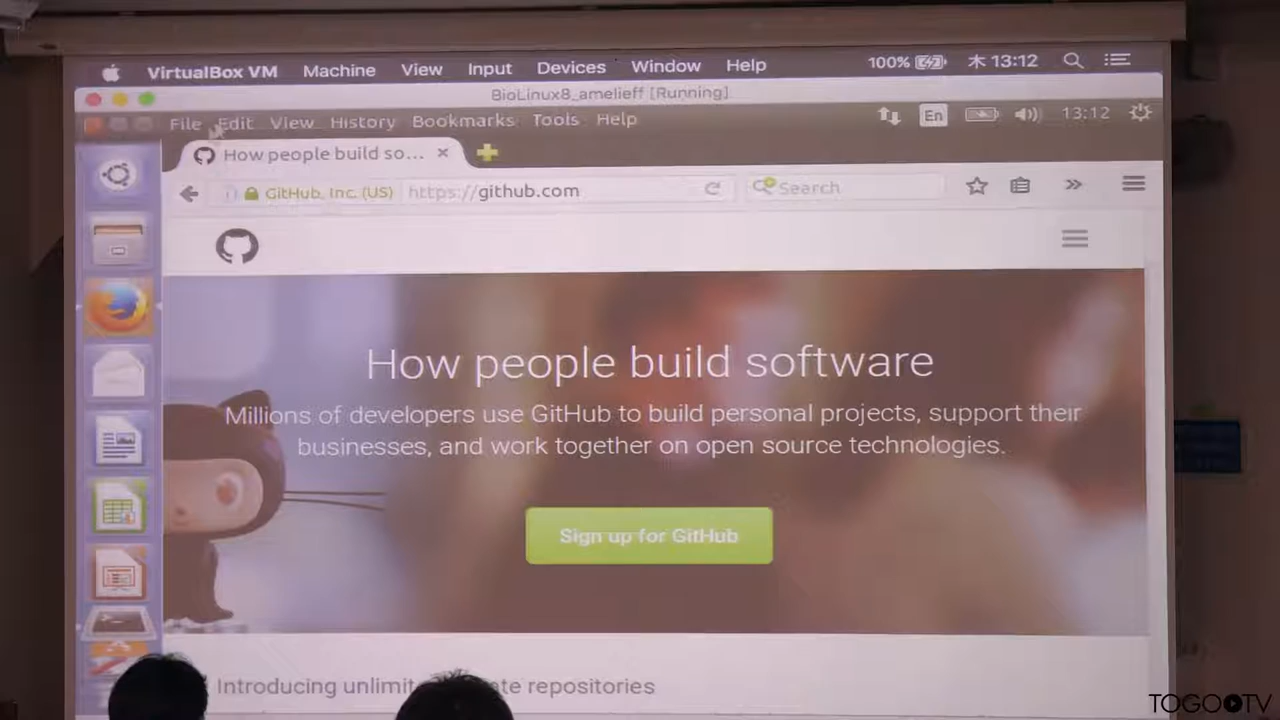 VirtualBox VM Machine View Input Devices Window Help 100% 木 13:12
BioLinux8_amelieff [Running]
File Edit View History Bookmarks Tools Help En 13:12
How people build so...
GitHub, Inc. (US) https://github.com Search
How people build software
Millions of developers use GitHub to build personal projects, support their
businesses, and work together on open source technologies.
Sign up for GitHub
Introducing repositories
TOGOTV